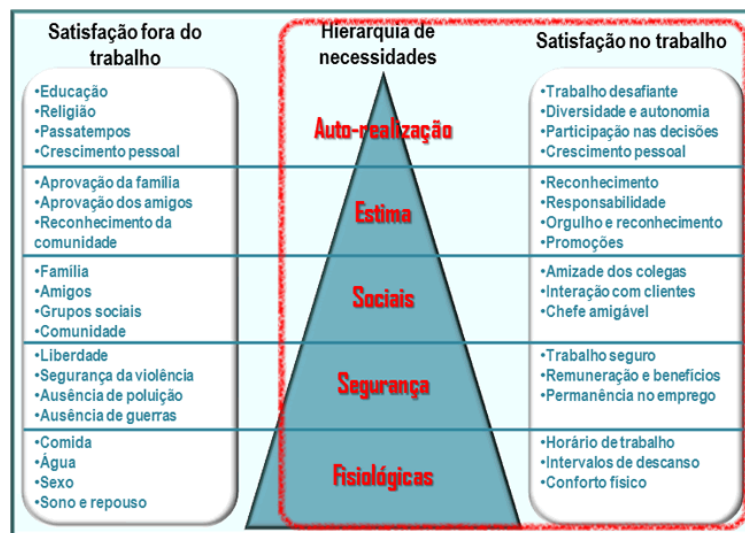 Satisfação fora do
trabalho
Hierarquia de
necessidades
Satisfação no trabalho
•Educação
•Religião
•Passatempos
•Crescimento pessoal
Auto-realização
•Trabalho desafiante
•Diversidade e autonomia
•Participação nas decisões
•Crescimento pessoal
•Aprovação da família
•Aprovação dos amigos
•Reconhecimento da
comunidade
Estima
•Reconhecimento
•Responsabilidade
•Orgulho e reconhecimento
•Promoções
•Família
•Amigos
•Grupos sociais
•Comunidade
Sociais
•Amizade dos colegas
•Interação com clientes
•Chefe amigável
•Liberdade
•Segurança da violência
•Ausência de poluição
•Ausência de guerras
Segurança
•Trabalho seguro
•Remuneração e benefícios
•Permanência no emprego
•Comida
•Água
•Sexo
•Sono e repouso
Fisiológicas
•Horário de trabalho
•Intervalos de descanso
•Conforto físico